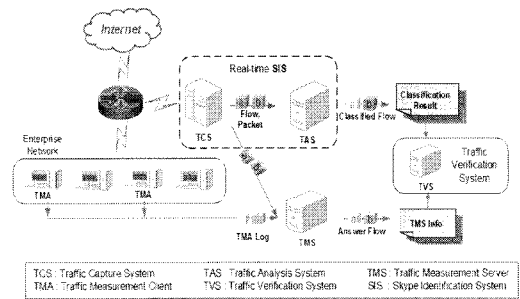 Internet
Real-time SIS
TCS
Flow,
Packet
TAS
Classified Flow
Classification
Result
Enterprise
Network
TMA
TMA
TMA Log
TMS
Answer Flow
TMS Info
TVS
Traffic
Verification
System
TCS : Traffic Capture System
TAS : Traffic Analysis System
TMS : Traffic Measurement Server
TMA : Traffic Measurement Client
TVS : Traffic Verification System
SIS : Skype Identification System